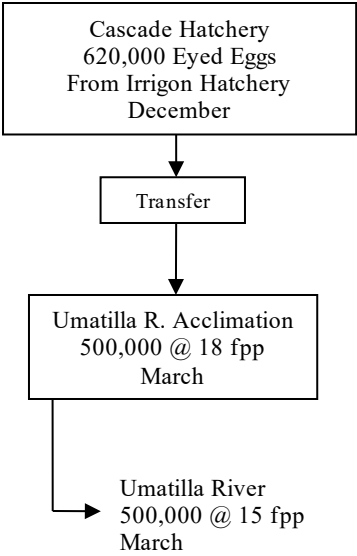 Cascade Hatchery
620,000 Eyed Eggs
From Irrigon Hatchery
December
Transfer
Umatilla R. Acclimation
500,000 @ 18 fpp
March
Umatilla River
500,000 @ 15 fpp
March